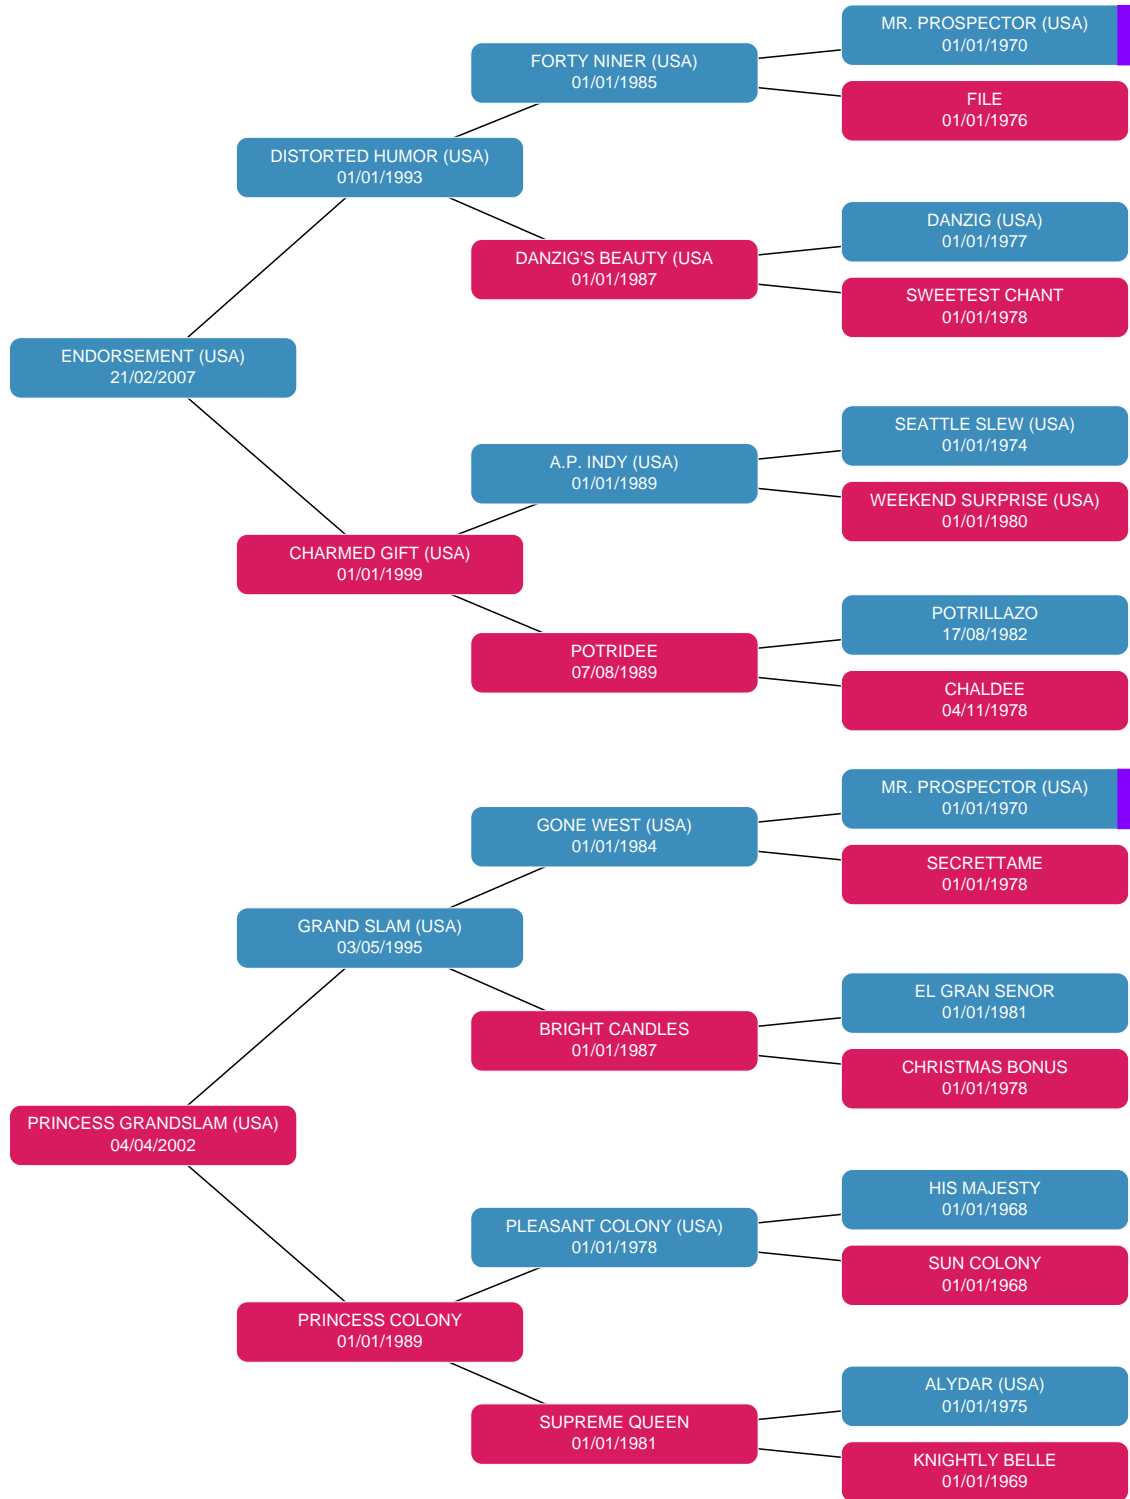 MR. PROSPECTOR (USA)
01/01/1970
FORTY NINER (USA)
01/01/1985
FILE
01/01/1976
DISTORTED HUMOR (USA)
01/01/1993
DANZIG (USA)
01/01/1977
DANZIG'S BEAUTY (USA
01/01/1987
SWEETEST CHANT
01/01/1978
ENDORSEMENT (USA)
21/02/2007
SEATTLE SLEW (USA)
01/01/1974
A.P. INDY (USA)
01/01/1989
WEEKEND SURPRISE (USA)
01/01/1980
CHARMED GIFT (USA)
01/01/1999
POTRILLAZO
17/08/1982
POTRIDEE
07/08/1989
CHALDEE
04/11/1978
MR. PROSPECTOR (USA)
01/01/1970
GONE WEST (USA)
01/01/1984
SECRETTAME
01/01/1978
GRAND SLAM (USA)
03/05/1995
EL GRAN SENOR
01/01/1981
BRIGHT CANDLES
01/01/1987
CHRISTMAS BONUS
01/01/1978
PRINCESS GRANDSLAM (USA)
04/04/2002
HIS MAJESTY
01/01/1968
PLEASANT COLONY (USA)
01/01/1978
SUN COLONY
01/01/1968
PRINCESS COLONY
01/01/1989
ALYDAR (USA)
01/01/1975
SUPREME QUEEN
01/01/1981
KNIGHTLY BELLE
01/01/1969